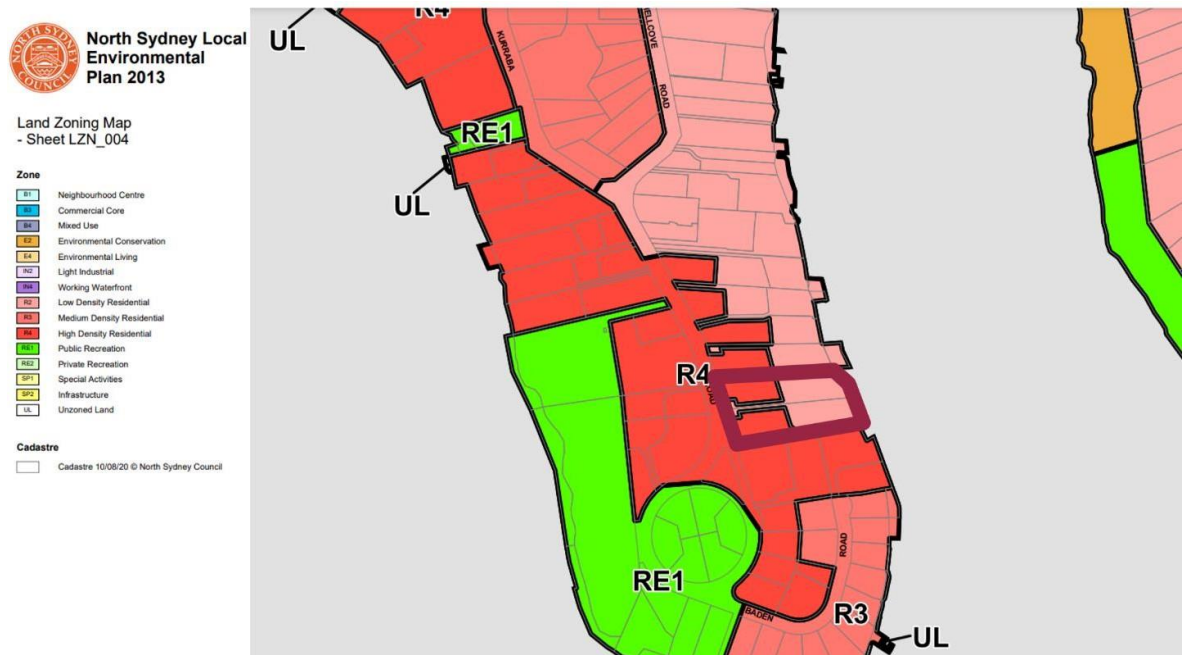 NORTH SYDNEY
COUNCIL
North Sydney Local
Environmental
Plan 2013
Land Zoning Map
- Sheet LZN_004
Zone
B1 Neighbourhood Centre
B3 Commercial Core
B4 Mixed Use
E2 Environmental Conservation
E4 Environmental Living
IN2 Light Industrial
IN4 Working Waterfront
R2 Low Density Residential
R3 Medium Density Residential
R4 High Density Residential
RE1 Public Recreation
RE2 Private Recreation
SP1 Special Activities
SP2 Infrastructure
UL Unzoned Land
Cadastre
Cadastre 10/08/20 © North Sydney Council
R4
UL
KURRABA
ELLCOVE
ROAD
RE1
UL
R4
OAD
ROAD
RE1
BADEN
R3
UL